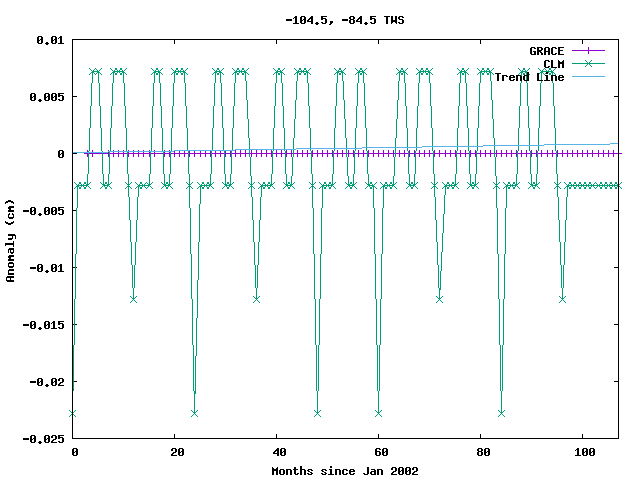 -104.5, -84.5 TWS
0.01
0.005
0
-0.005
-0.01
-0.015
-0.02
-0.025
Anomaly (cm)
GRACE
CLM
Trend Line
0 20 40 60 80 100
Months since Jan 2002